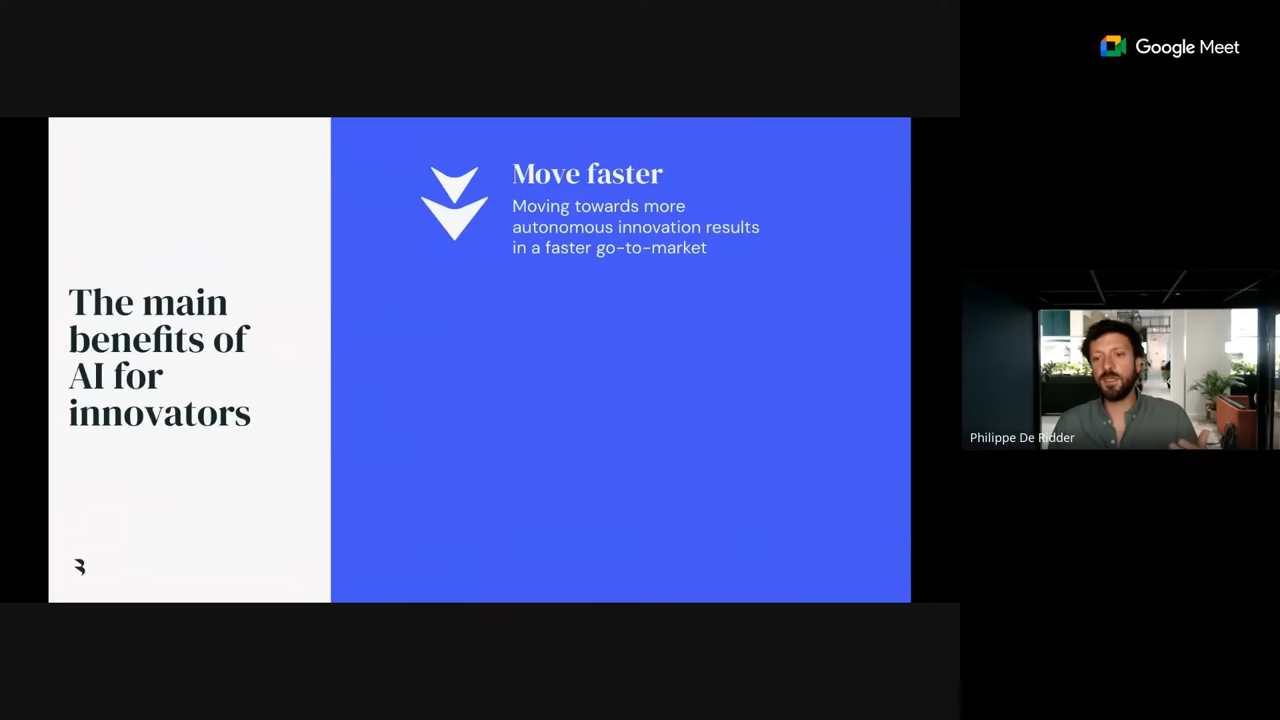 Google Meet
Move faster
Moving towards more
autonomous innovation results
in a faster go-to-market
The main
benefits of
AI for
innovators
Philippe De Ridder